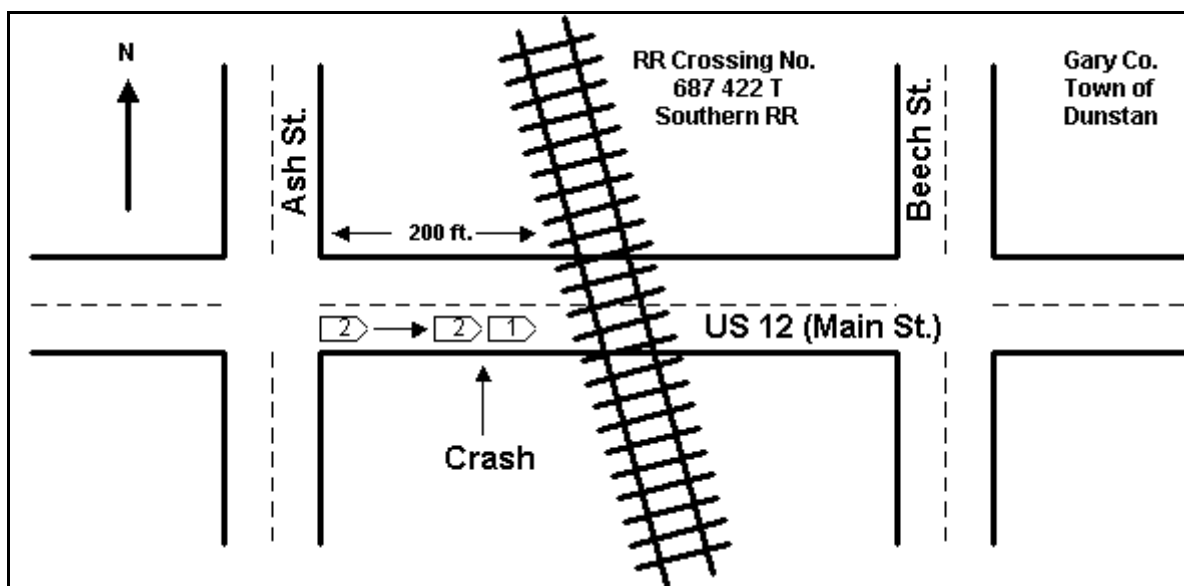 N
RR Crossing No.
687 422 T
Southern RR
Gary Co.
Town of
Dunstan
Ash St.
Beech St.
200 ft.
2
2
1
US 12 (Main St.)
Crash